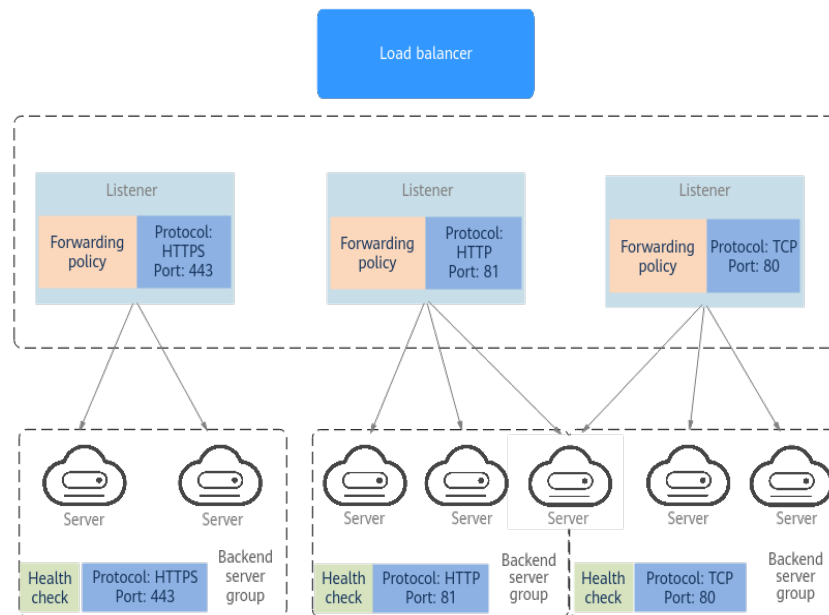 Load balancer
Listener
Forwarding
policy
Protocol:
HTTPS
Port: 443
Listener
Forwarding
policy
Protocol:
HTTP
Port: 81
Listener
Forwarding
policy
Protocol: TCP
Port: 80
Server
Server
Server
Server
Server
Server
Server
Health
check
Protocol: HTTPS
Port: 443
Backend
server
group
Health
check
Protocol: HTTP
81
Backend
server
group
Health
check
Protocol: TCP
80
Backend
server
group